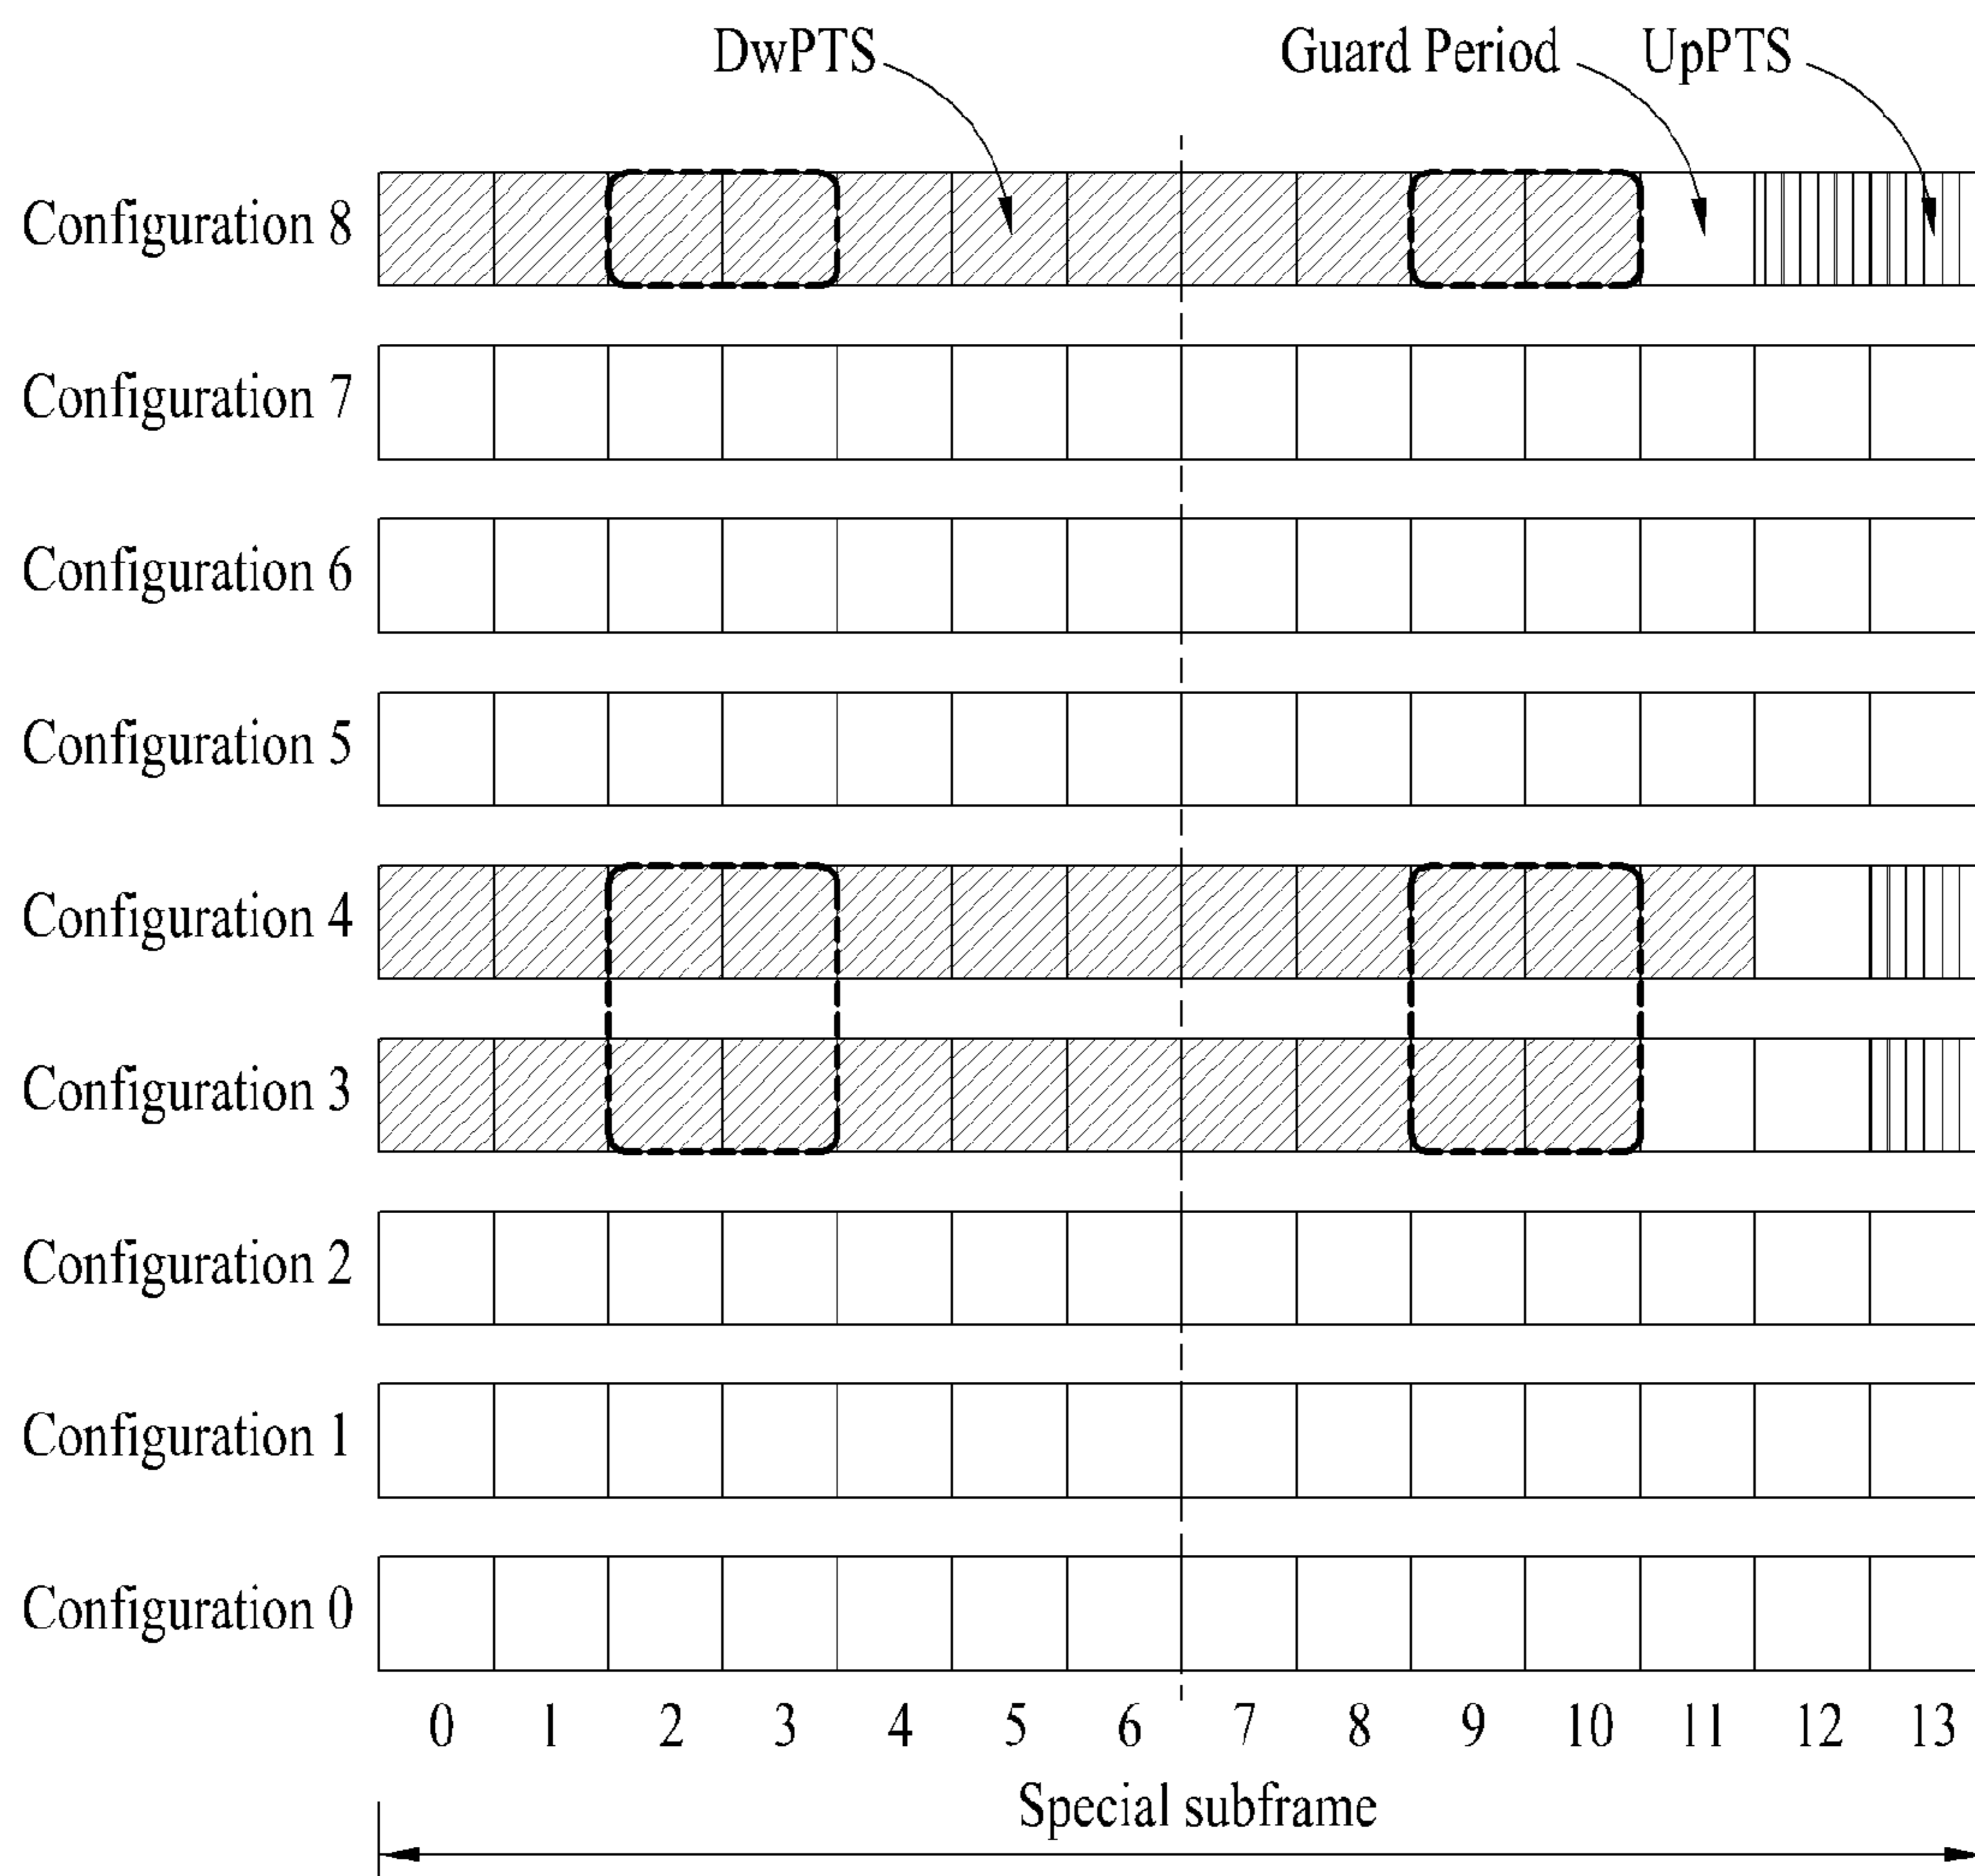 DwPTS Guard Period UpPTS
Configuration 8
Configuration 7
Configuration 6
Configuration 5
Configuration 4
Configuration 3
Configuration 2
Configuration 1
Configuration 0
0 1 2 3 4 5 6 7 8 9 10 11 12 13
Special subframe